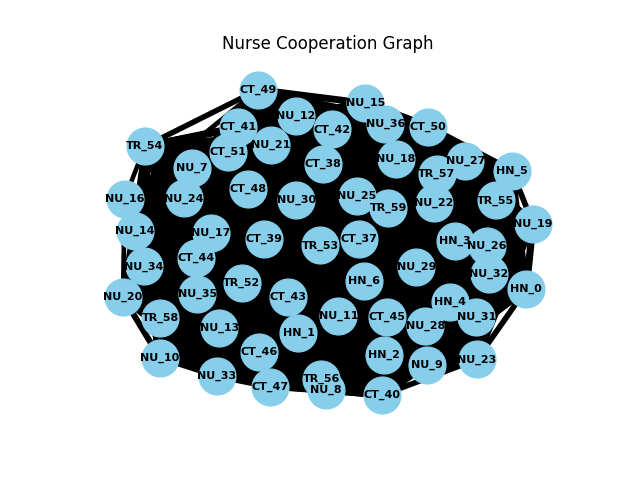 Nurse Cooperation Graph
CT_49
NU_15
NU_12
NU_36
CT_41
CT_42
CT_50
TR_54
NU_21
CT_51
NU_18
NU_27
CT_38
NU_7
HN_5
TR_57
CT_48
NU_25
NU_16
NU_24
NU_30
TR_55
NU_22
TR_59
NU_19
NU_14
NU_17
CT_39
CT_37
HN_3
TR_53
NU_26
CT_44
NU_34
NU_29
NU_32
HN_6
TR_52
HN_0
NU_35
NU_20
CT_43
HN_4
TR_58
NU_11
CT_45
NU_31
NU_13
NU_28
HN_1
CT_46
HN_2
NU_10
NU_23
NU_9
NU_33
TR_56
CT_47
NU_8
CT_40